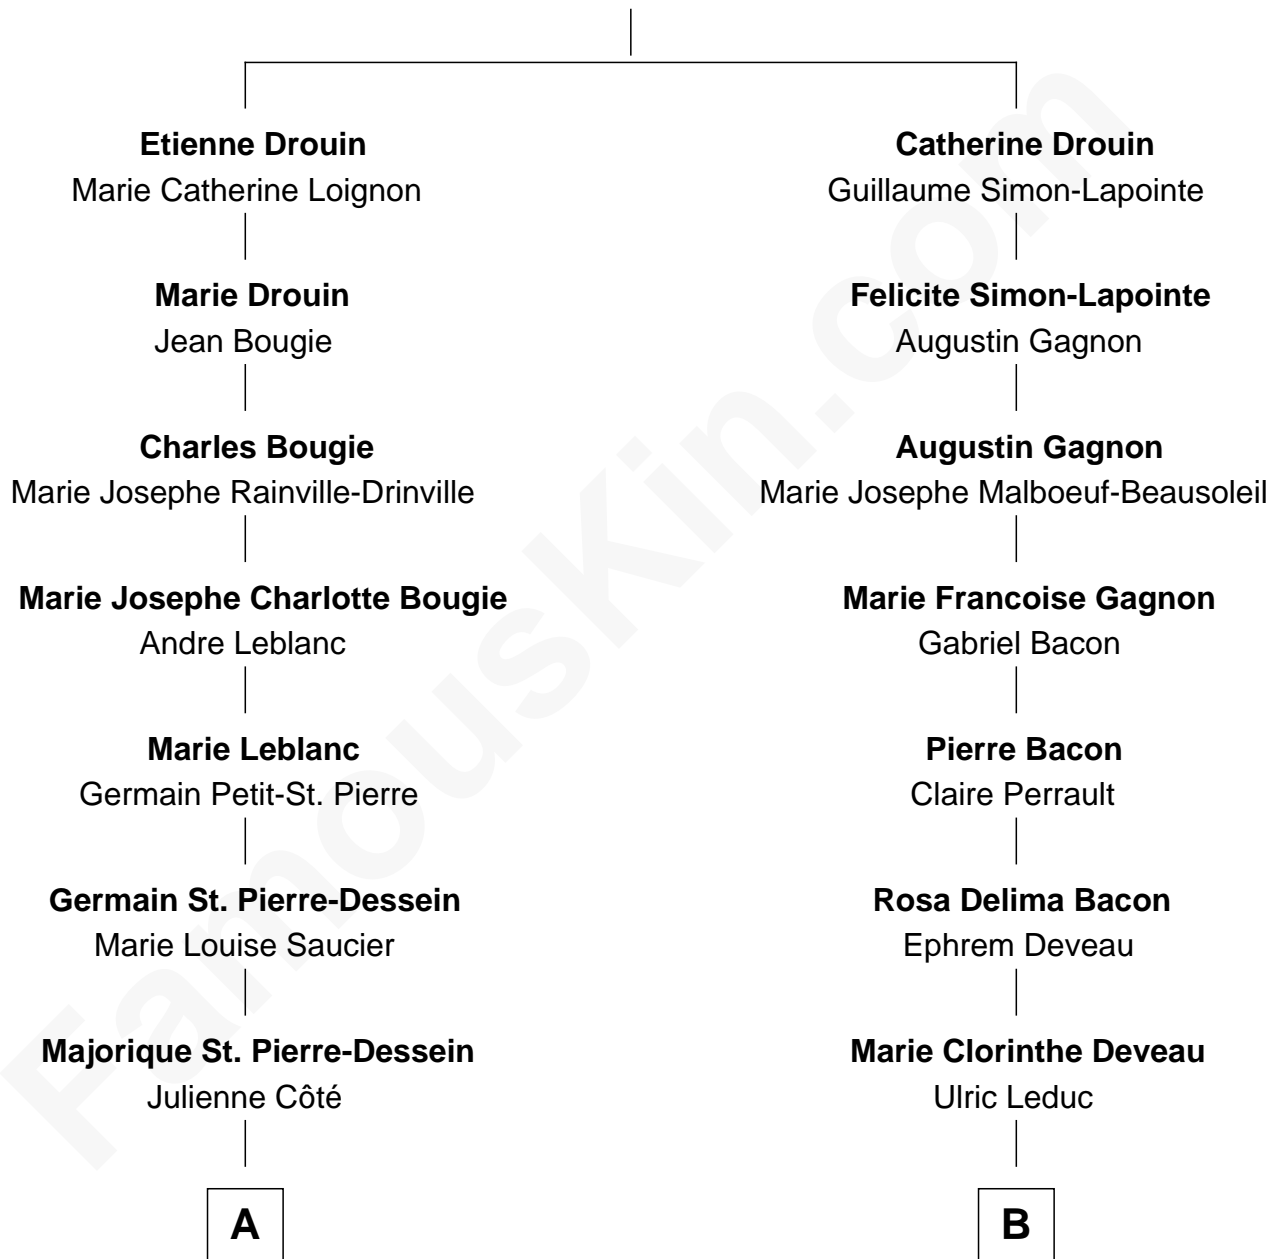 Etienne Drouin
Marie Catherine Loignon
Catherine Drouin
Guillaume Simon-Lapointe
Marie Drouin
Jean Bougie
Felicite Simon-Lapointe
Augustin Gagnon
Charles Bougie
Marie Josephe Rainville-Drinville
Augustin Gagnon
Marie Josephe Malboeuf-Beausoleil
Marie Josephe Charlotte Bougie
Andre Leblanc
Marie Francoise Gagnon
Gabriel Bacon
Marie Leblanc
Germain Petit-St. Pierre
Pierre Bacon
Claire Perrault
Germain St. Pierre-Dessein
Marie Louise Saucier
Rosa Delima Bacon
Ephrem Deveau
Majorique St. Pierre-Dessein
Julienne Côté
Marie Clorinthe Deveau
Ulric Leduc
A
B
FamousKin.com